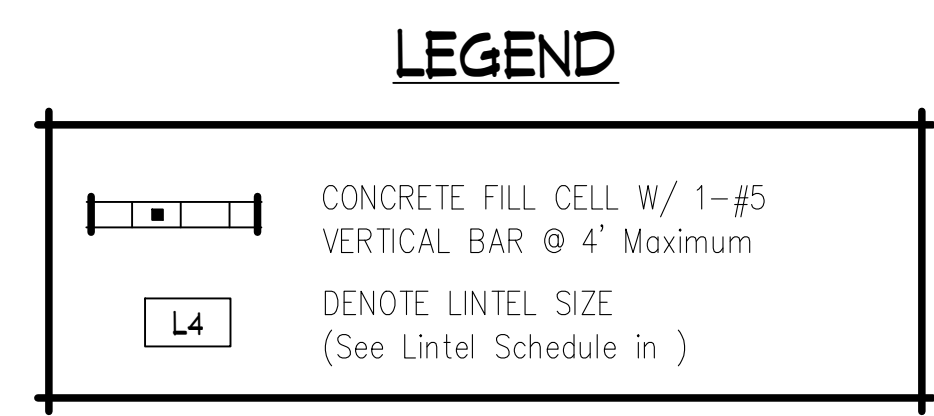 LEGEND
CONCRETE FILL CELL W/ 1-#5
VERTICAL BAR @ 4' Maximum
L4
DENOTE LINTEL SIZE
(See Lintel Schedule in )